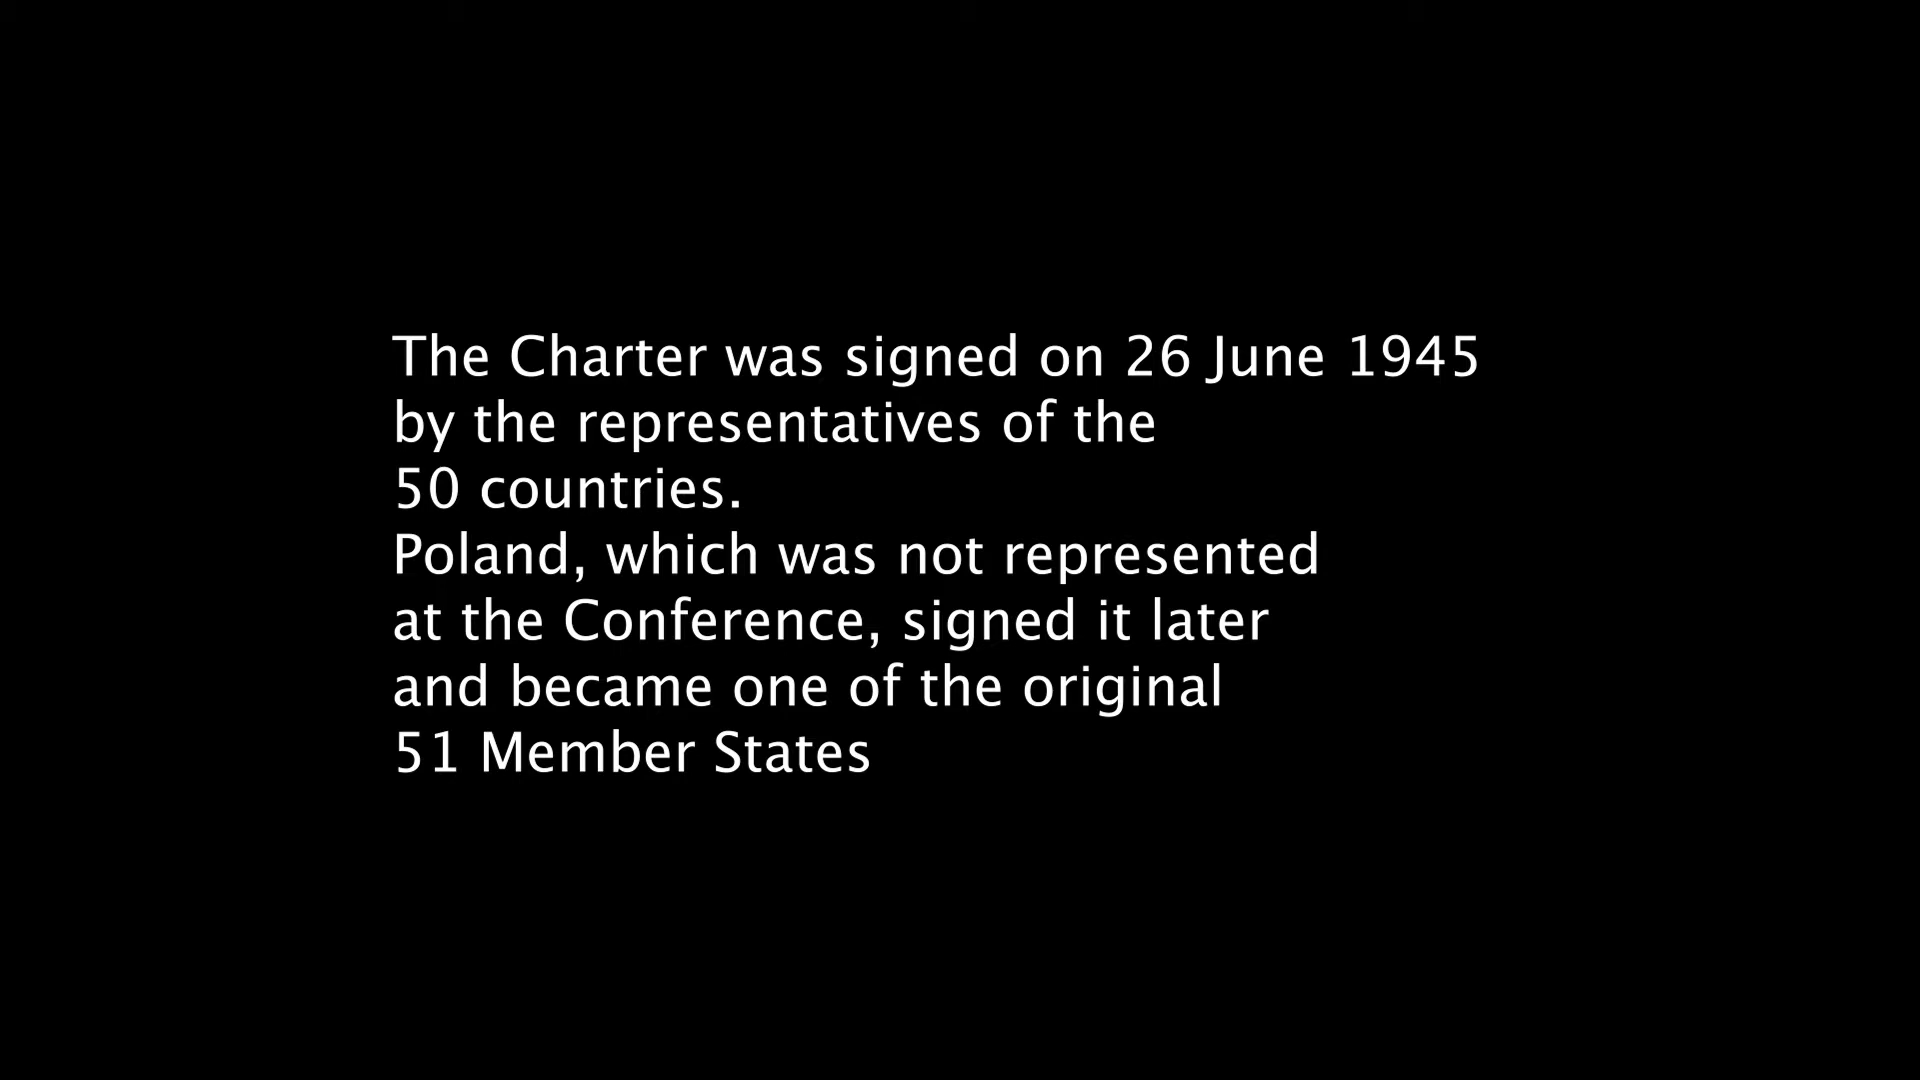 The Charter was signed on 26 June 1945
by the representatives of the
50 countries.
Poland, which was not represented
at the Conference, signed it later
and became one of the original
51 Member States